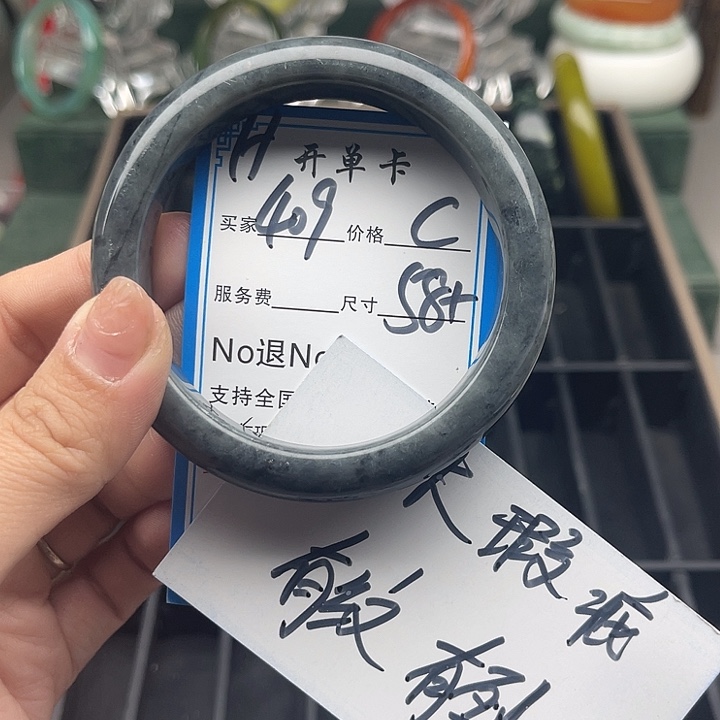 H 开单卡
买家 409 价格 C
服务费 尺寸 58+
No退No
支持全国
瑕疵
有纹
有